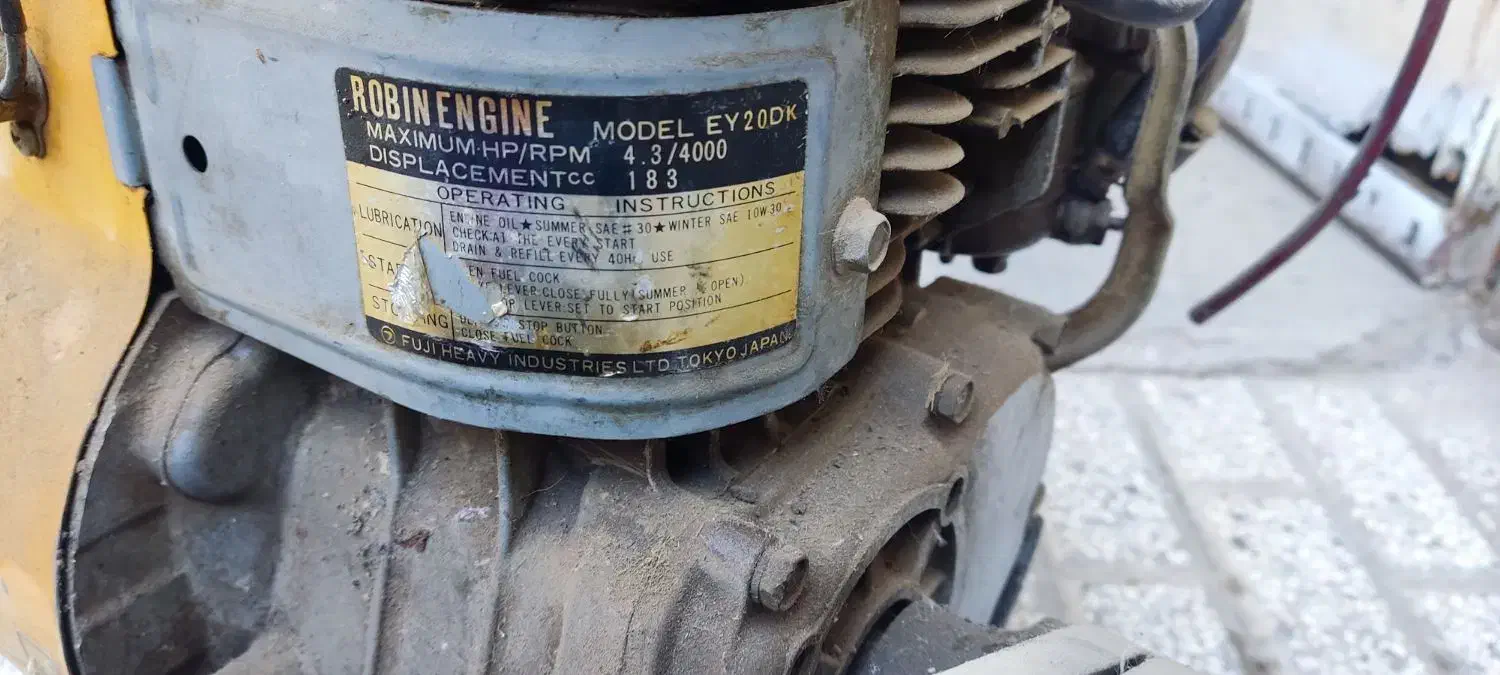 ROBIN ENGINE MODEL EY20DK
MAXIMUM HP/RPM 4.3/4000
DISPLACEMENT CC 183
OPERATING INSTRUCTIONS
LUBRICATION
ENGINE OIL★SUMMER SAE#30★WINTER SAE 10W30
CHECK AT THE EVERY START
DRAIN & REFILL EVERY 40HR USE
FUEL COCK
LEVER:CLOSE FULLY(SUMMER OPEN)
LEVER:SET TO START POSITION
STOP BUTTON
CLOSE FUEL COCK
FUJI HEAVY INDUSTRIES LTD TOKYO JAPAN